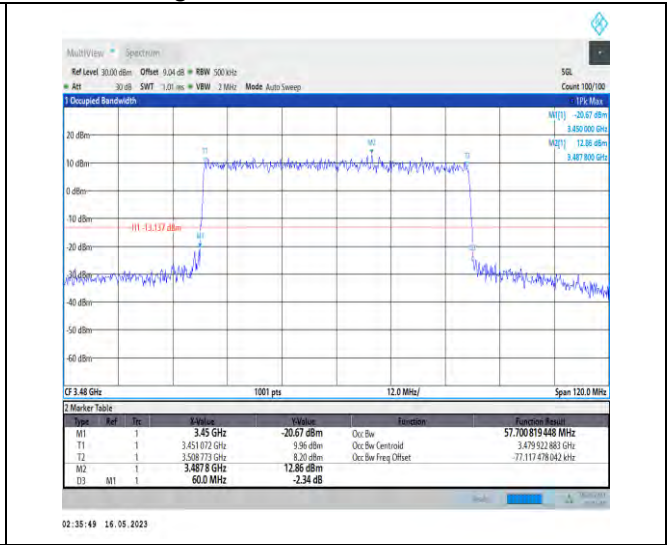 MultiView Spectrum
Ref Level 30.00 dBm Offset 9.04 dB RBW 500 kHz SGL
Att 30 dB SWT 1.01 ms VBW 2 MHz Mode Auto Sweep Count 100/100
1 Occupied Bandwidth 1Pk Max
M1[1] -20.67 dBm
3.450 000 GHz
M2[1] 12.86 dBm
3.487 800 GHz
20 dBm
M2
T1
T2
10 dBm
0 dBm
-10 dBm
H1 -13.137 dBm
M1
-20 dBm
-30 dBm
-40 dBm
-50 dBm
-60 dBm
CF 3.48 GHz 1001 pts 12.0 MHz/ Span 120.0 MHz
2 Marker Table
Type Ref Trc X-Value Y-Value Function Function Result
M1 1 3.45 GHz -20.67 dBm Occ Bw 57.700 819 448 MHz
T1 1 3.451 072 GHz 9.96 dBm Occ Bw Centroid 3.479 922 883 GHz
T2 1 3.508 773 GHz 8.20 dBm Occ Bw Freq Offset -77.117 478 042 kHz
M2 1 3.487 8 GHz 12.86 dBm
D3 M1 1 60.0 MHz -2.34 dB
02:35:49 16.05.2023